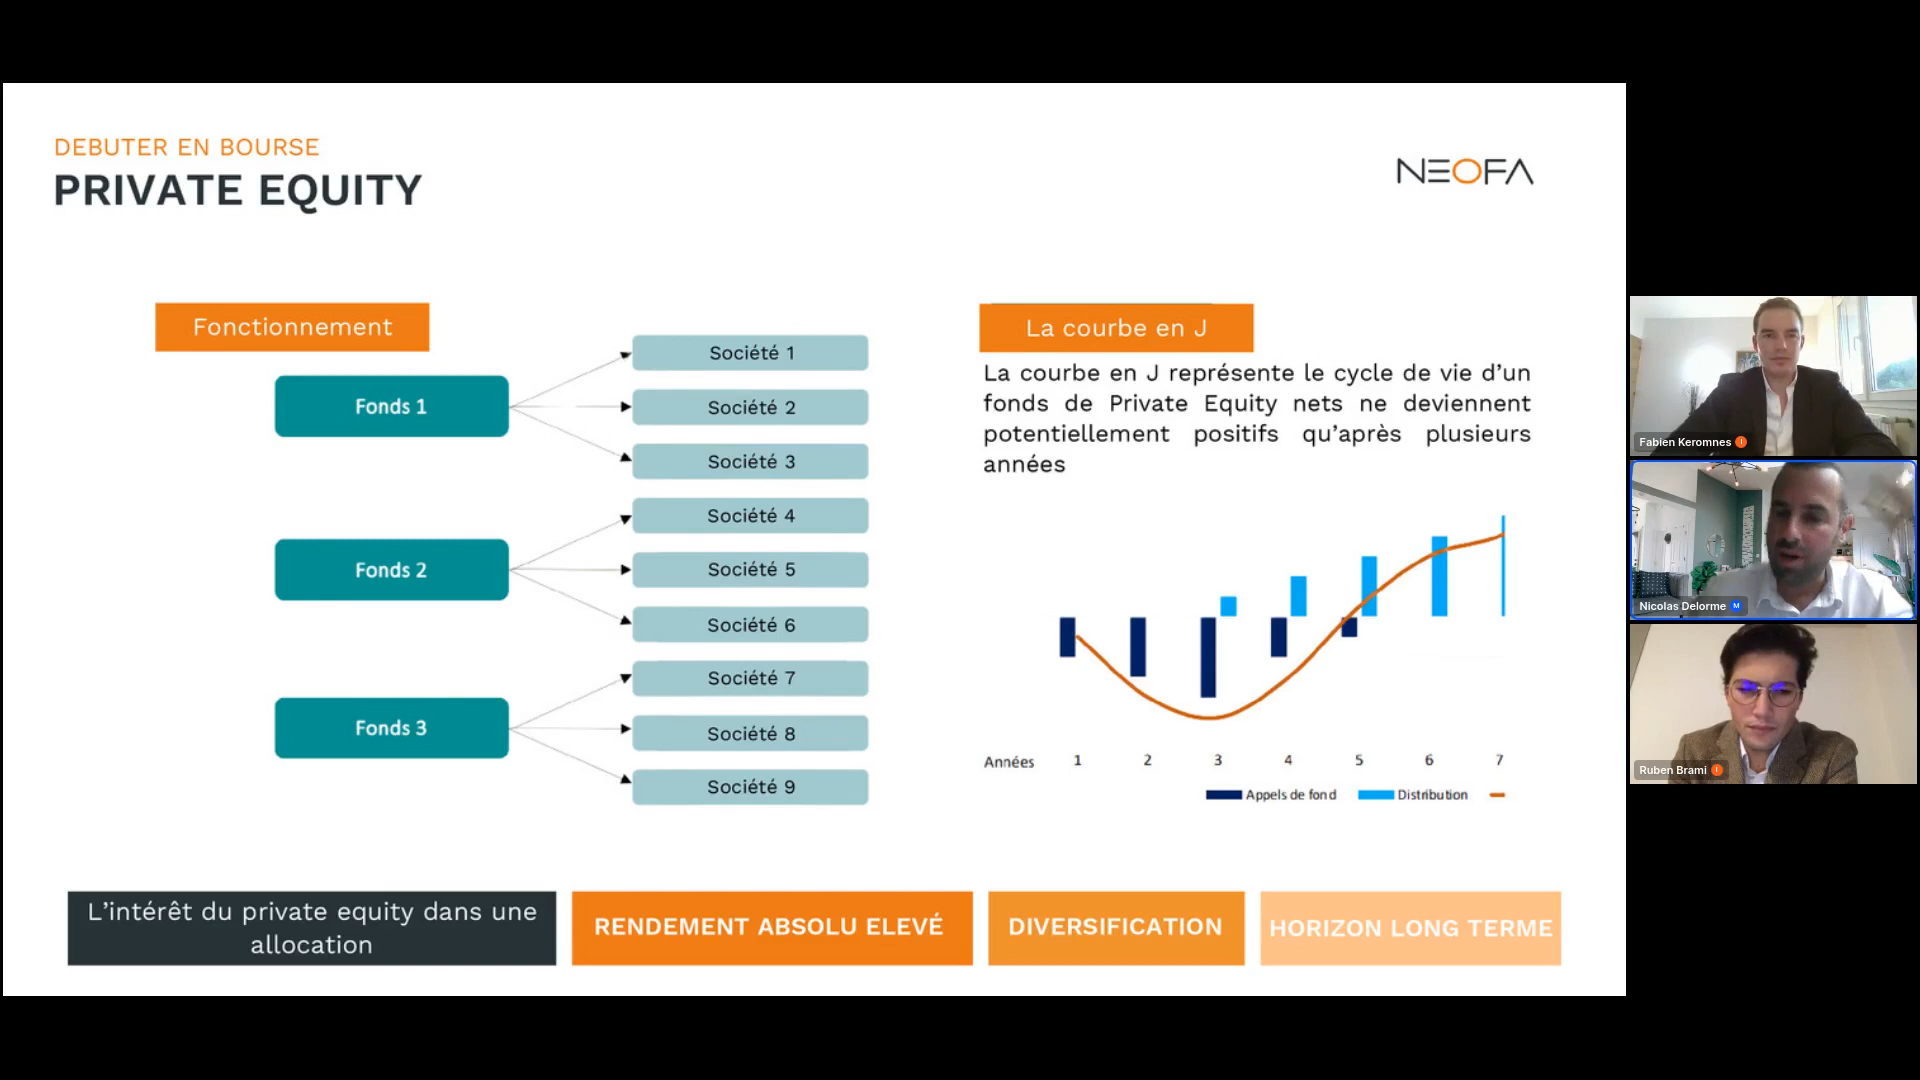 DEBUTER EN BOURSE
PRIVATE EQUITY
NEOFA
Fonctionnement
Fonds 1
Société 1
Société 2
Société 3
Fonds 2
Société 4
Société 5
Société 6
Fonds 3
Société 7
Société 8
Société 9
La courbe en J
La courbe en J représente le cycle de vie d'un
fonds de Private Equity nets ne deviennent
potentiellement positifs qu'après plusieurs
années
Années 1 2 3 4 5 6 7
Appels de fond Distribution
L'intérêt du private equity dans une
allocation
RENDEMENT ABSOLU ELEVÉ
DIVERSIFICATION
HORIZON LONG TERME
Fabien Keromnes I
Nicolas Delorme M
Ruben Brami I